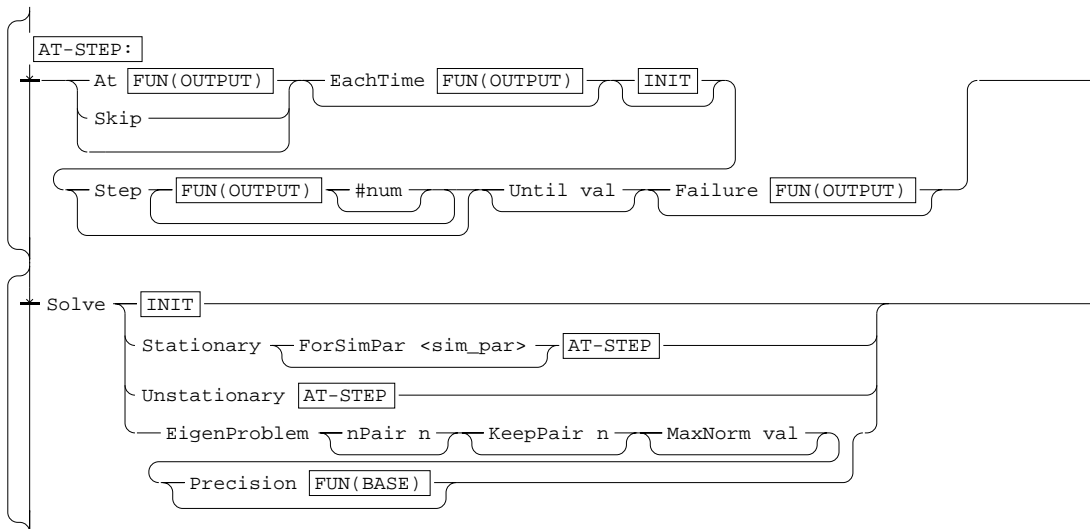 AT-STEP:
At FUN(OUTPUT) EachTime FUN(OUTPUT) INIT
Skip
Step FUN(OUTPUT) #num Until val Failure FUN(OUTPUT)
Solve INIT
Stationary ForSimPar <sim_par> AT-STEP
Unstationary AT-STEP
EigenProblem nPair n KeepPair n MaxNorm val
Precision FUN(BASE)